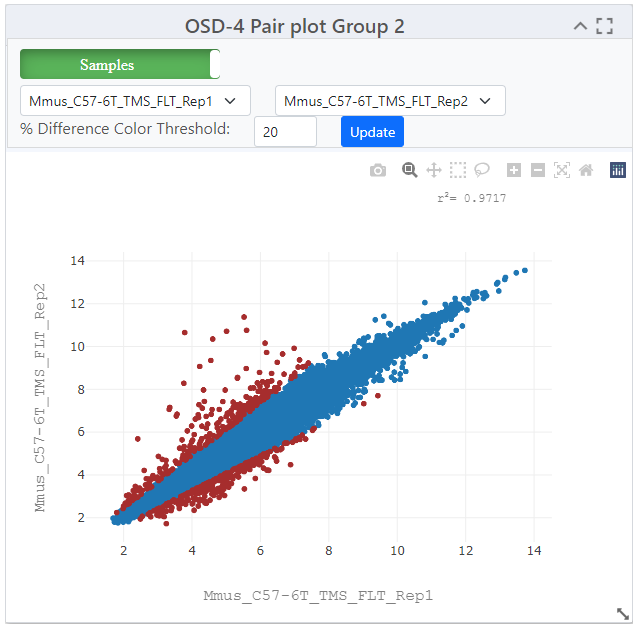 OSD-4 Pair plot Group 2
Samples
Mmus_C57-6T_TMS_FLT_Rep1 Mmus_C57-6T_TMS_FLT_Rep2
% Difference Color Threshold: 20 Update
r²= 0.9717
14
12
10
8
6
4
2
Mmus_C57-6T_TMS_FLT_Rep2
2 4 6 8 10 12 14
Mmus_C57-6T_TMS_FLT_Rep1